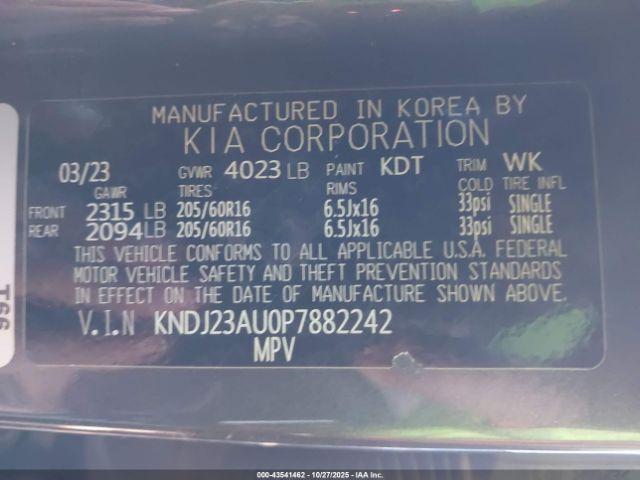 MANUFACTURED IN KOREA BY
KIA CORPORATION
03/23 GVWR 4023 LB PAINT KDT TRIM WK
GAWR TIRES RIMS COLD TIRE INFL
FRONT 2315 LB 205/60R16 6.5Jx16 33psi SINGLE
REAR 2094 LB 205/60R16 6.5Jx16 33psi SINGLE
THIS VEHICLE CONFORMS TO ALL APPLICABLE U.S.A. FEDERAL
MOTOR VEHICLE SAFETY AND THEFT PREVENTION STANDARDS
IN EFFECT ON THE DATE OF MANUFACTURE SHOWN ABOVE.
V.I.N KNDJ23AU0P7882242
MPV
991
000-43541462 | 10/27/2025 | IAA Inc.